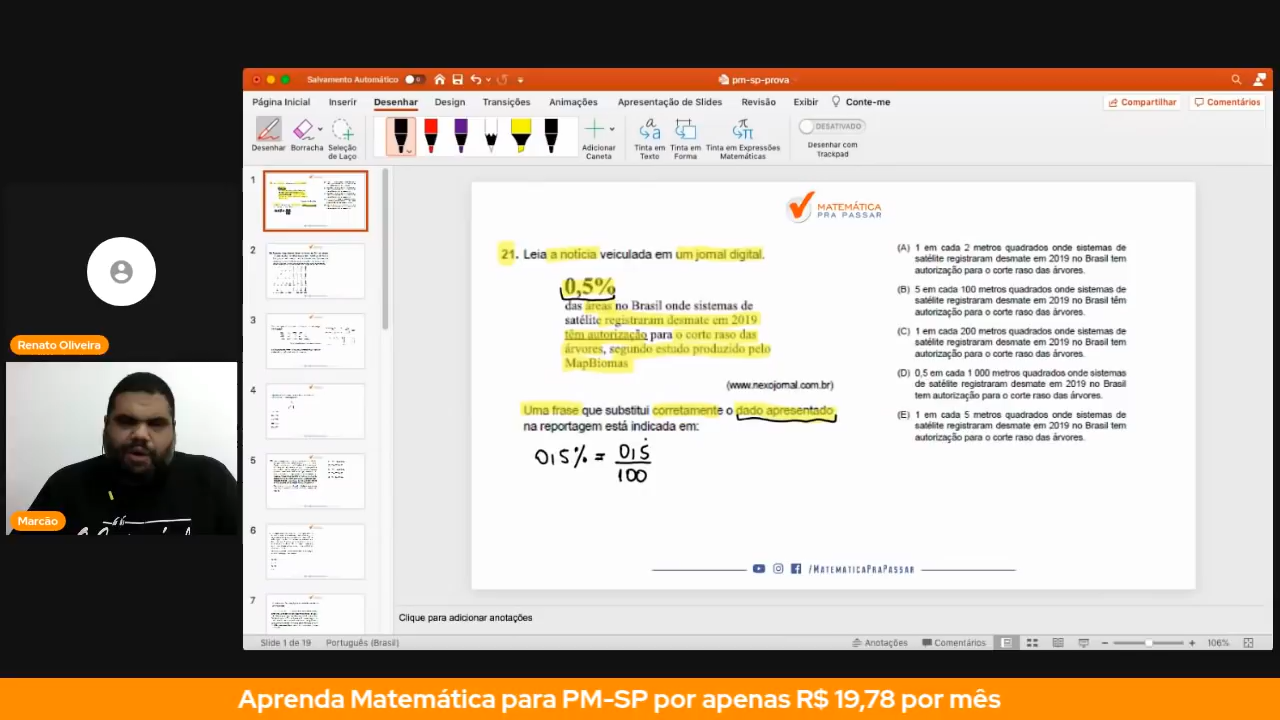 Salvamento Automático
pm-sp-prova
Página Inicial Inserir Desenhar Design Transições Animações Apresentação de Slides Revisão Exibir Conte-me
Compartilhar Comentários
Desenhar Borracha Seleção de Laço
Adicionar Caneta
Tinta em Texto Tinta em Forma Tinta em Expressões Matemáticas
DESATIVADO
Desenhar com Trackpad
1
2
3
4
5
6
7
MATEMÁTICA
PRA PASSAR
21. Leia a notícia veiculada em um jornal digital.
0,5%
das áreas no Brasil onde sistemas de
satélite registraram desmate em 2019
têm autorização para o corte raso das
árvores, segundo estudo produzido pelo
MapBiomas
(www.nexojornal.com.br)
Uma frase que substitui corretamente o dado apresentado
na reportagem está indicada em:
0,5% = 0,5
100
(A) 1 em cada 2 metros quadrados onde sistemas de
satélite registraram desmate em 2019 no Brasil tem
autorização para o corte raso das árvores.
(B) 5 em cada 100 metros quadrados onde sistemas de
satélite registraram desmate em 2019 no Brasil têm
autorização para o corte raso das árvores.
(C) 1 em cada 200 metros quadrados onde sistemas de
satélite registraram desmate em 2019 no Brasil tem
autorização para o corte raso das árvores.
(D) 0,5 em cada 1 000 metros quadrados onde sistemas
de satélite registraram desmate em 2019 no Brasil
tem autorização para o corte raso das árvores.
(E) 1 em cada 5 metros quadrados onde sistemas de
satélite registraram desmate em 2019 no Brasil tem
autorização para o corte raso das árvores.
/MATEMATICAPRAPASSAR
Clique para adicionar anotações
Slide 1 de 19 Português (Brasil)
Anotações Comentários 106%
Renato Oliveira
Marcão
Aprenda Matemática para PM-SP por apenas R$ 19,78 por mês